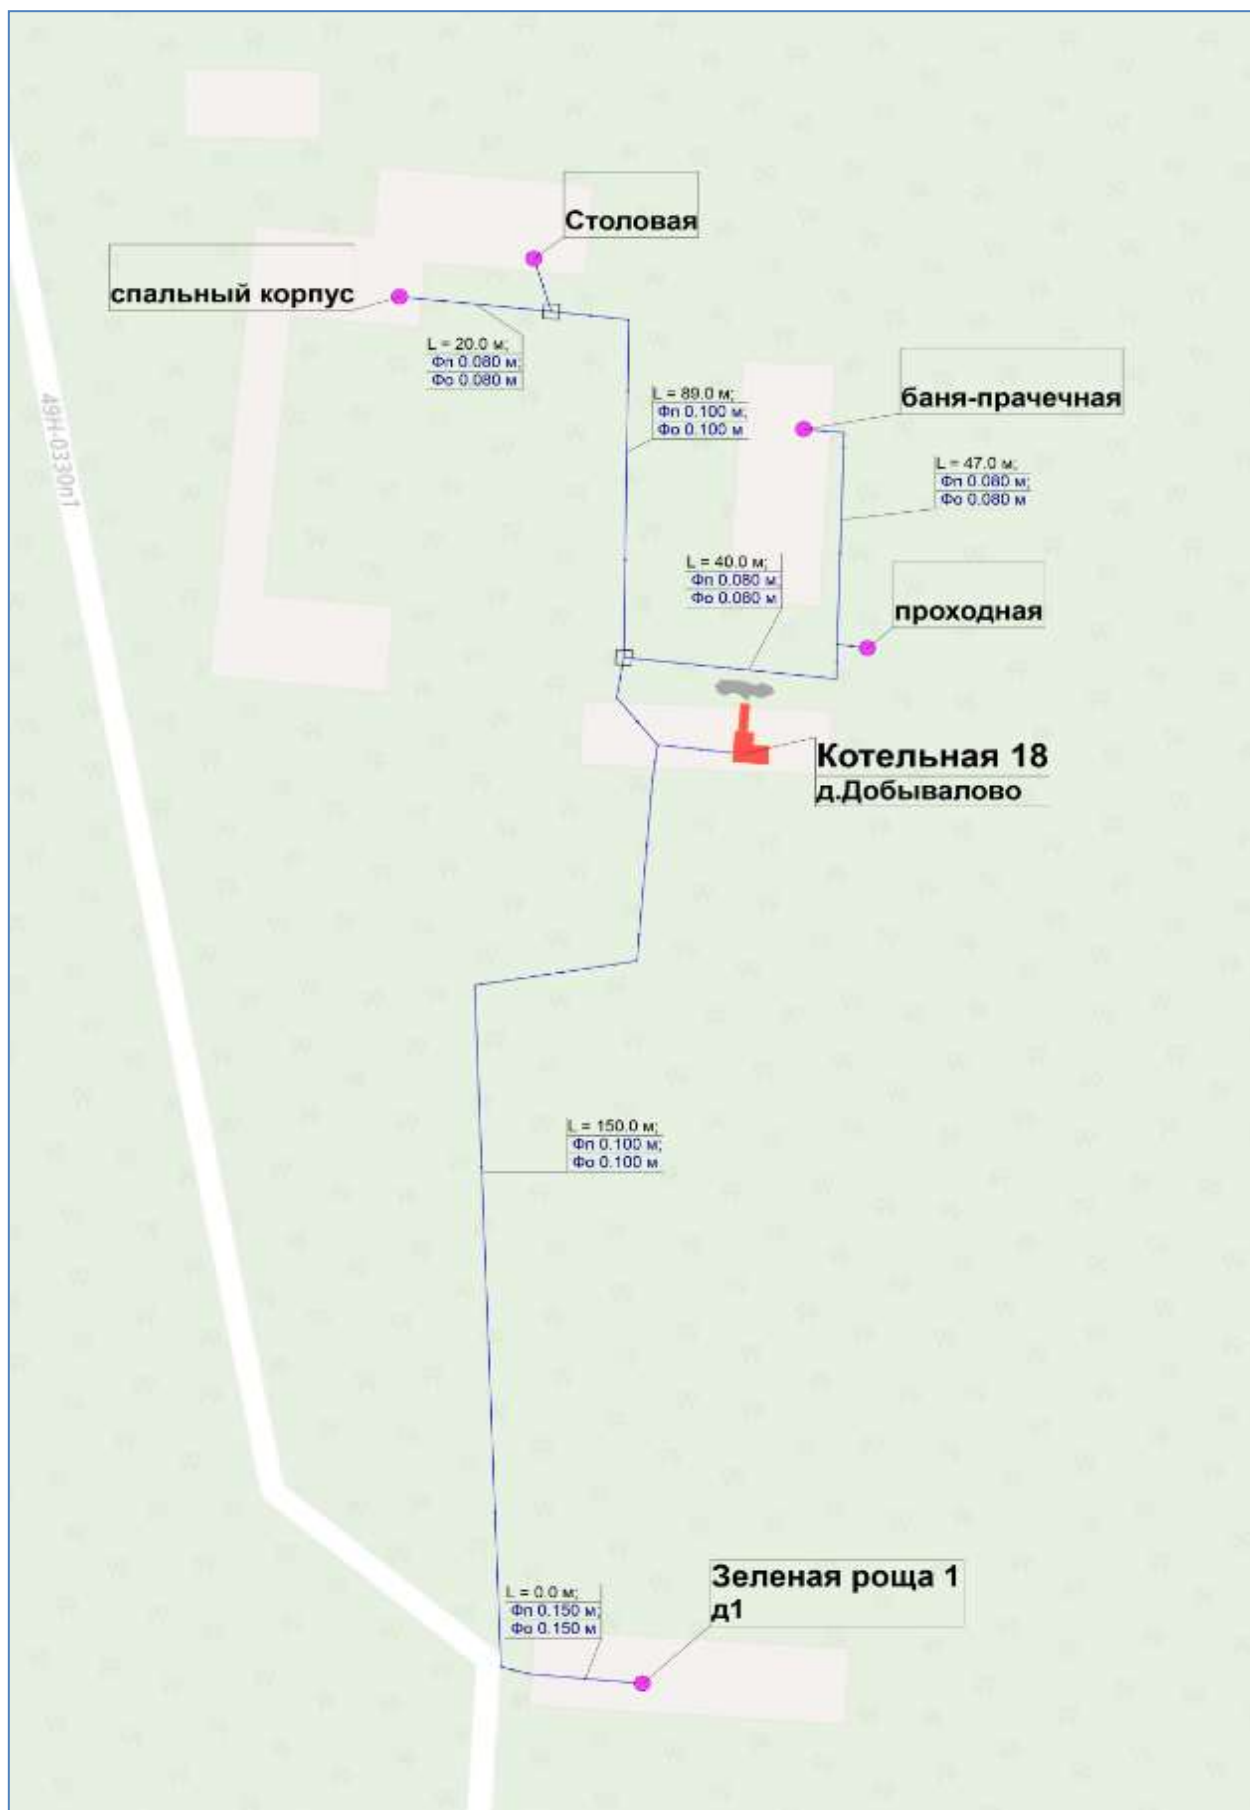 Столовая
спальный корпус
L = 20.0 м;
Фп 0.080 м;
Фо 0.080 м
49Н-0330п1
L = 89.0 м;
Фп 0.100 м;
Фо 0.100 м
баня-прачечная
L = 47.0 м;
Фп 0.080 м;
Фо 0.080 м
L = 40.0 м;
Фп 0.080 м;
Фо 0.080 м
проходная
Котельная 18
д.Добывалово
L = 150.0 м;
Фп 0.100 м;
Фо 0.100 м
L = 0.0 м;
Фп 0.150 м;
Фо 0.150 м
Зеленая роща 1
д1